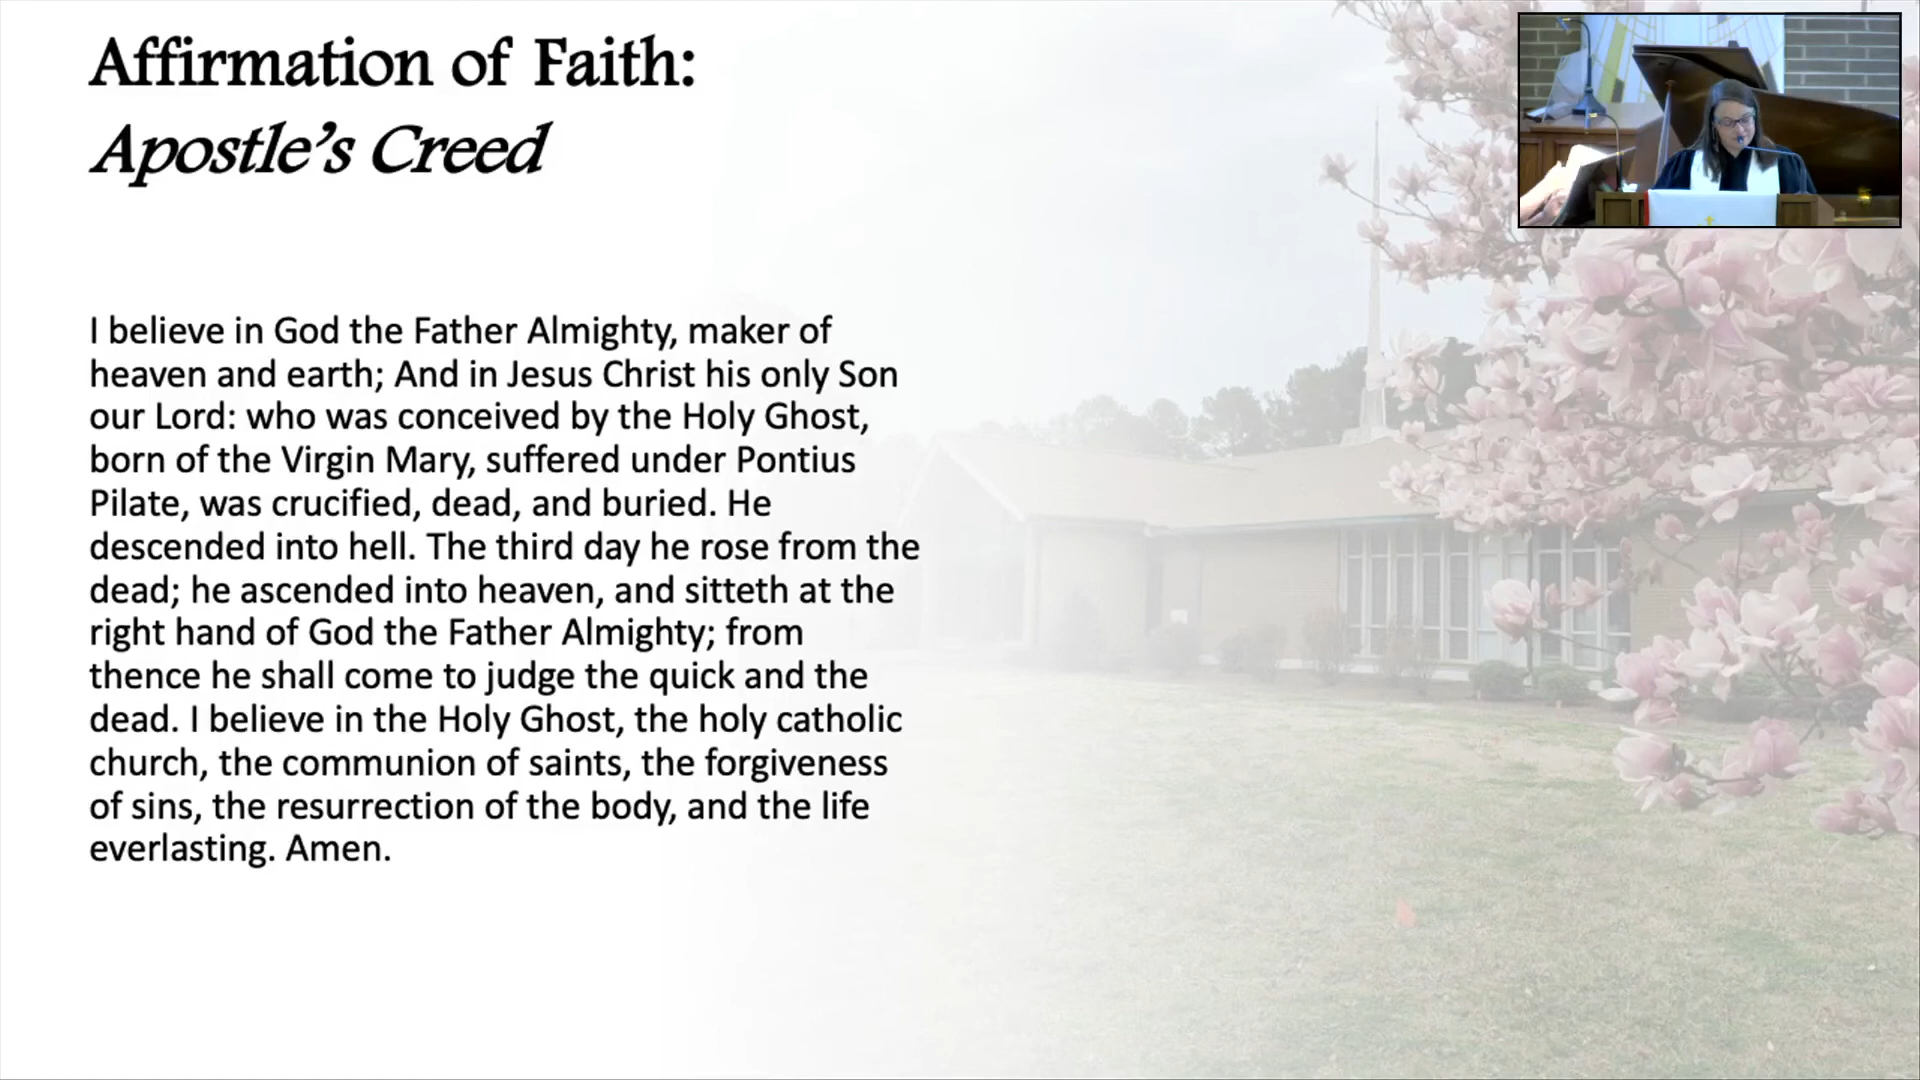 Affirmation of Faith:
Apostle's Creed
I believe in God the Father Almighty, maker of
heaven and earth; And in Jesus Christ his only Son
our Lord: who was conceived by the Holy Ghost,
born of the Virgin Mary, suffered under Pontius
Pilate, was crucified, dead, and buried. He
descended into hell. The third day he rose from the
dead; he ascended into heaven, and sitteth at the
right hand of God the Father Almighty; from
thence he shall come to judge the quick and the
dead. I believe in the Holy Ghost, the holy catholic
church, the communion of saints, the forgiveness
of sins, the resurrection of the body, and the life
everlasting. Amen.